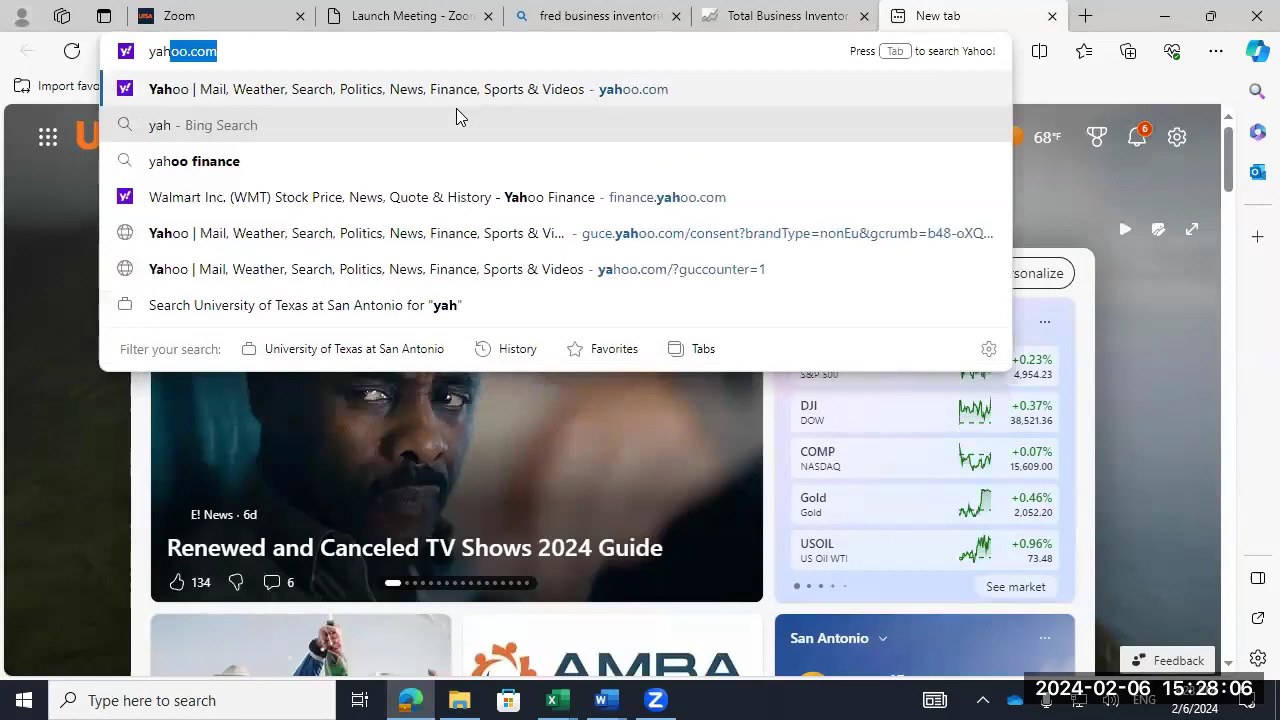 UTSA
Zoom
Launch Meeting - Zoom
fred business inventorie
Total Business Inventor
New tab
yahoo.com
Press Tab to search Yahoo!
Import favo
Yahoo | Mail, Weather, Search, Politics, News, Finance, Sports & Videos - yahoo.com
yah - Bing Search
yahoo finance
Walmart Inc. (WMT) Stock Price, News, Quote & History - Yahoo Finance - finance.yahoo.com
Yahoo | Mail, Weather, Search, Politics, News, Finance, Sports & Vi... - guce.yahoo.com/consent?brandType=nonEu&gcrumb=b48-oXQ...
Yahoo | Mail, Weather, Search, Politics, News, Finance, Sports & Videos - yahoo.com/?guccounter=1
Search University of Texas at San Antonio for "yah"
Filter your search: University of Texas at San Antonio History Favorites Tabs
68°F
6
rsonalize
+0.23%
S&P 500 4,954.23
DJI +0.37%
DOW 38,521.36
COMP +0.07%
NASDAQ 15,609.00
Gold +0.46%
Gold 2,052.20
USOIL +0.96%
US Oil WTI 73.48
See market
E! News · 6d
Renewed and Canceled TV Shows 2024 Guide
134 6
AMBA
San Antonio
Feedback
Type here to search
ENG
2024-02-06 15:28:06
2/6/2024